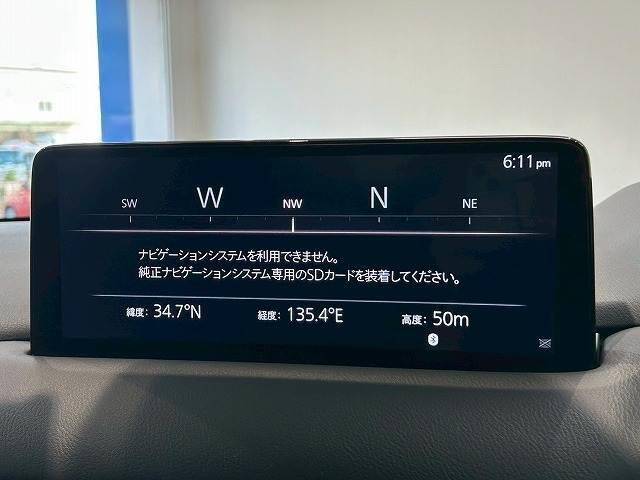 6:11pm
SW W NW N NE
ナビゲーションシステムを利用できません。
純正ナビゲーションシステム専用のSDカードを装着してください。
緯度: 34.7°N 経度: 135.4°E 高度: 50m